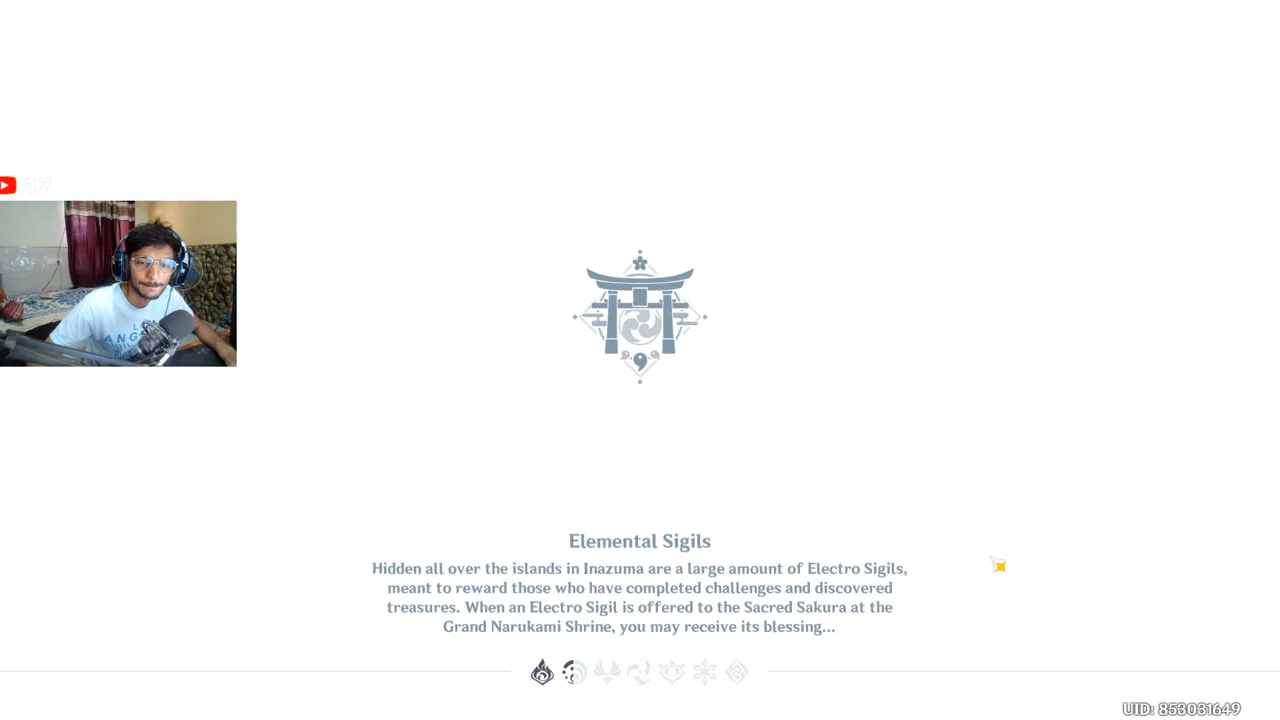 12
Elemental Sigils
Hidden all over the islands in Inazuma are a large amount of Electro Sigils,
meant to reward those who have completed challenges and discovered
treasures. When an Electro Sigil is offered to the Sacred Sakura at the
Grand Narukami Shrine, you may receive its blessing...
UID: 853031649